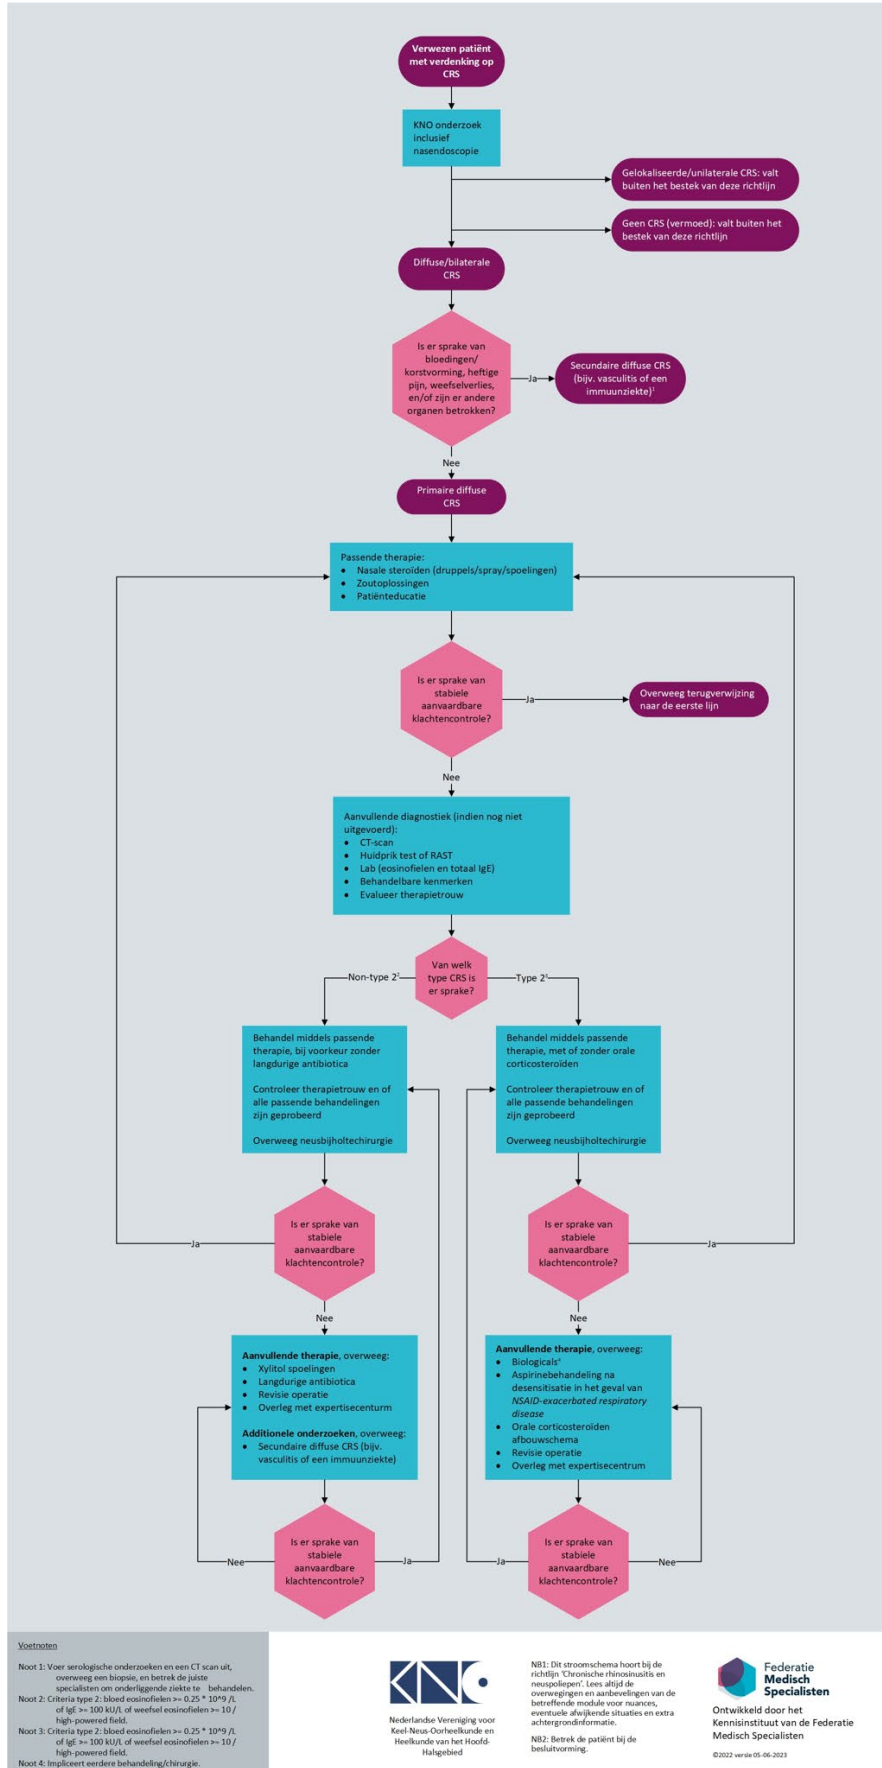 Verwezen patiënt
met verdenking op
CRS
KNO onderzoek
inclusief
nasendoscopie
Gelokaliseerde/unilaterale CRS: valt
buiten het bestek van deze richtlijn
Geen CRS (vermoed): valt buiten het
bestek van deze richtlijn
Diffuse/bilaterale
CRS
Is er sprake van
bloedingen/
korstvorming, heftige
pijn, weefselverlies,
en/of zijn er andere
organen betrokken?
Ja
Secundaire diffuse CRS
(bijv. vasculitis of een
immuunziekte)¹
Nee
Primaire diffuse
CRS
Passende therapie:
• Nasale steroïden (druppels/spray/spoelingen)
• Zoutoplossingen
• Patiënteducatie
Is er sprake van
stabiele
aanvaardbare
klachtencontrole?
Ja
Overweeg terugverwijzing
naar de eerste lijn
Nee
Aanvullende diagnostiek (indien nog niet
uitgevoerd):
• CT-scan
• Huidprik test of RAST
• Lab (eosinofielen en totaal IgE)
• Behandelbare kenmerken
• Evalueer therapietrouw
Van welk
type CRS is
er sprake?
Non-type 2²
Type 2³
Behandel middels passende
therapie, bij voorkeur zonder
langdurige antibiotica
Controleer therapietrouw en of
alle passende behandelingen
zijn geprobeerd
Overweeg neusbijholtechirurgie
Behandel middels passende
therapie, met of zonder orale
corticosteroïden
Controleer therapietrouw en of
alle passende behandelingen
zijn geprobeerd
Overweeg neusbijholtechirurgie
Ja
Is er sprake van
stabiele
aanvaardbare
klachtencontrole?
Is er sprake van
stabiele
aanvaardbare
klachtencontrole?
Ja
Nee
Nee
Aanvullende therapie, overweeg:
• Xylitol spoelingen
• Langdurige antibiotica
• Revisie operatie
• Overleg met expertisecenturm
Additionele onderzoeken, overweeg:
• Secundaire diffuse CRS (bijv.
vasculitis of een immuunziekte)
Aanvullende therapie, overweeg:
• Biologicals⁴
• Aspirinebehandeling na
desensitisatie in het geval van
NSAID-exacerbated respiratory
disease
• Orale corticosteroïden
afbouwschema
• Revisie operatie
• Overleg met expertisecentrum
Nee
Is er sprake van
stabiele
aanvaardbare
klachtencontrole?
Ja
Ja
Is er sprake van
stabiele
aanvaardbare
klachtencontrole?
Nee
Voetnoten
Noot 1: Voer serologische onderzoeken en een CT scan uit,
overweeg een biopsie, en betrek de juiste
specialisten om onderliggende ziekte te behandelen.
Noot 2: Criteria type 2: bloed eosinofielen >= 0.25 * 10^9 /L
of IgE >= 100 kU/L of weefsel eosinofielen >= 10 /
high-powered field.
Noot 3: Criteria type 2: bloed eosinofielen >= 0.25 * 10^9 /L
of IgE >= 100 kU/L of weefsel eosinofielen >= 10 /
high-powered field.
Noot 4: Impliceert eerdere behandeling/chirurgie.
KNO
Nederlandse Vereniging voor
Keel-Neus-Oorheelkunde en
Heelkunde van het Hoofd-
Halsgebied
NB1: Dit stroomschema hoort bij de
richtlijn 'Chronische rhinosinusitis en
neuspoliepen'. Lees altijd de
overwegingen en aanbevelingen van de
betreffende module voor nuances,
eventuele afwijkende situaties en extra
achtergrondinformatie.
NB2: Betrek de patiënt bij de
besluitvorming.
Federatie
Medisch
Specialisten
Ontwikkeld door het
Kennisinstituut van de Federatie
Medisch Specialisten
©2022 versie 05-06-2023